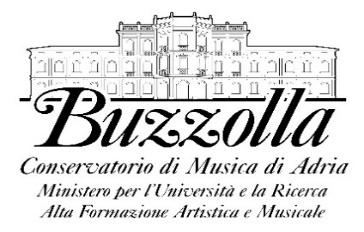 Buzzolla
Conservatorio di Musica di Adria
Ministero per l'Università e la Ricerca
Alta Formazione Artistica e Musicale